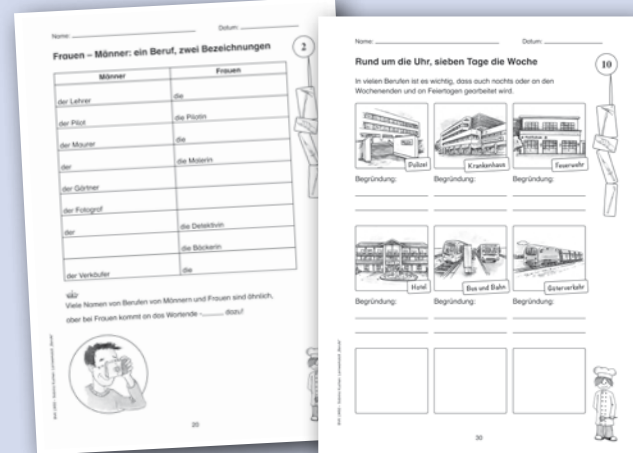 Name:
Datum:
Frauen – Männer: ein Beruf, zwei Bezeichnungen
2
Männer
Frauen
der Lehrer
die
der Pilot
die Pilotin
der Maurer
die
der
die Malerin
der Gärtner
der Fotograf
der
die Detektivin
die Bäckerin
der Verkäufer
die
Viele Namen von Berufen von Männern und Frauen sind ähnlich,
aber bei Frauen kommt an das Wortende -______ dazu!
20
Name:
Datum:
Rund um die Uhr, sieben Tage die Woche
10
In vielen Berufen ist es wichtig, dass auch nachts oder an den
Wochenenden und an Feiertagen gearbeitet wird.
Polizei
Krankenhaus
Feuerwehr
Begründung:
Begründung:
Begründung:
Hotel
Bus und Bahn
Güterverkehr
Begründung:
Begründung:
Begründung:
30